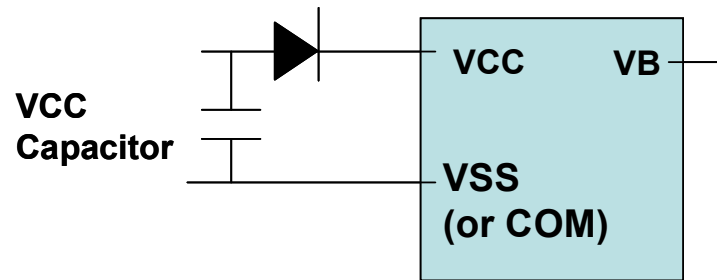 VCC
Capacitor
VCC
VB
VSS
(or COM)